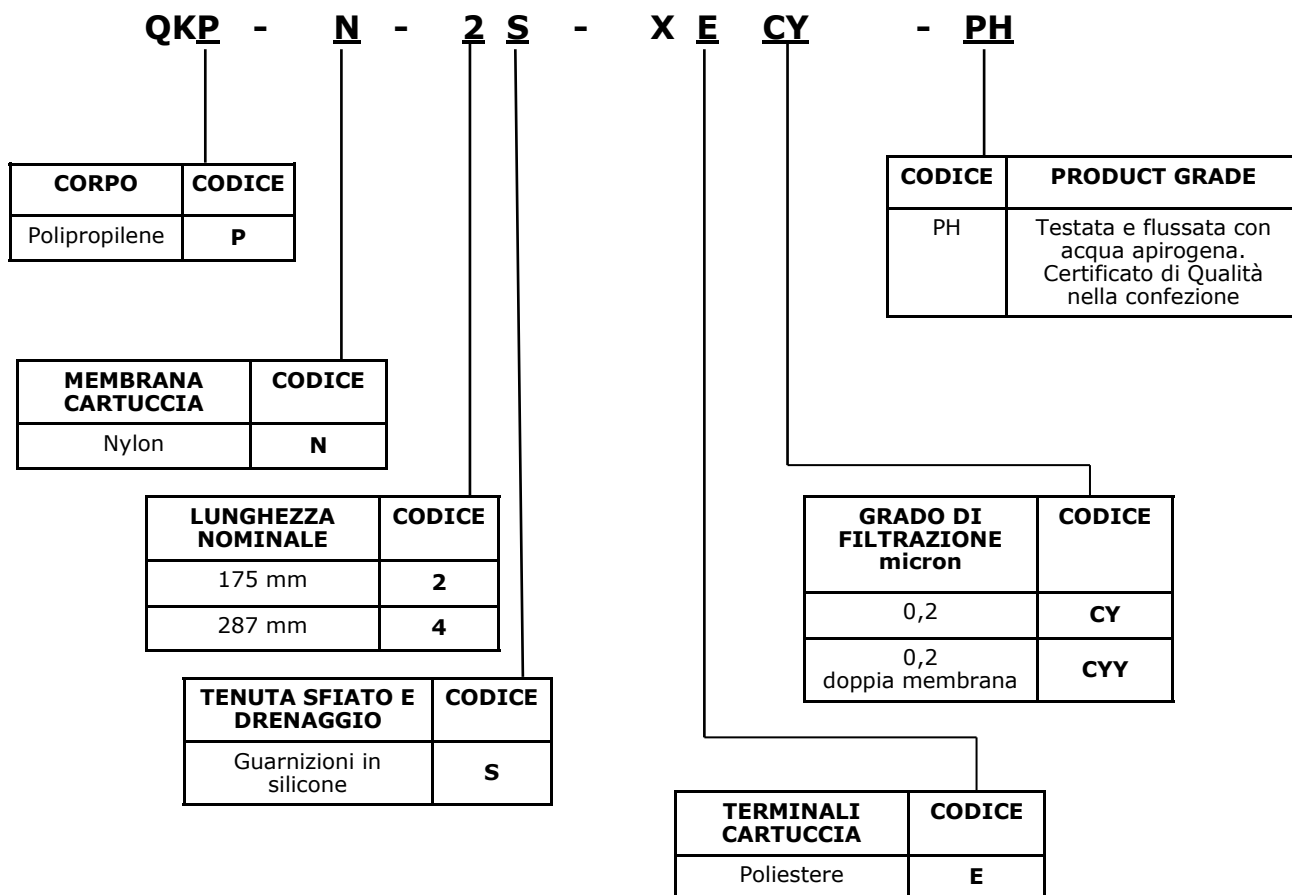 QKP - N - 2 S - X E CY - PH
CORPO CODICE
Polipropilene P
CODICE PRODUCT GRADE
PH Testata e flussata con
acqua apirogena.
Certificato di Qualità
nella confezione
MEMBRANA
CARTUCCIA
CODICE
Nylon N
LUNGHEZZA
NOMINALE
CODICE
175 mm 2
287 mm 4
GRADO DI
FILTRAZIONE
micron
CODICE
0,2 CY
0,2
doppia membrana
CYY
TENUTA SFIATO E
DRENAGGIO
CODICE
Guarnizioni in
silicone
S
TERMINALI
CARTUCCIA
CODICE
Poliestere E